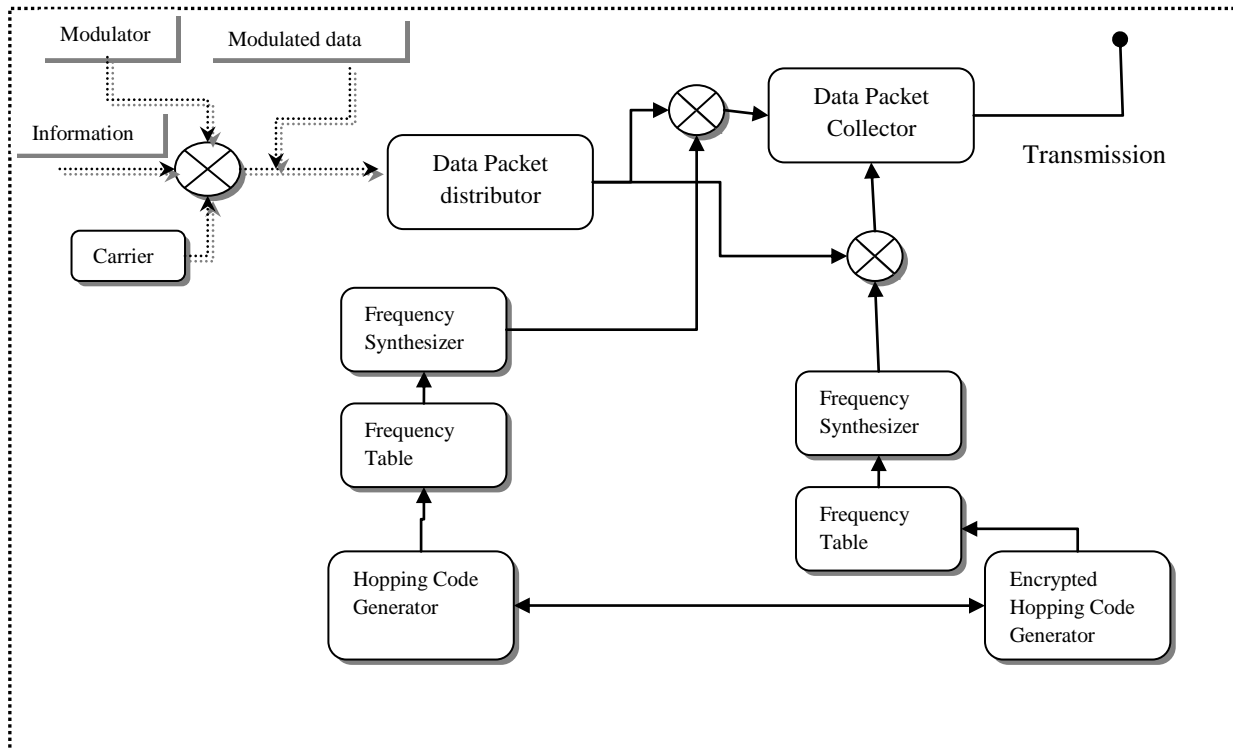 Modulator
Modulated data
Information
Carrier
Data Packet
distributor
Data Packet
Collector
Transmission
Frequency
Synthesizer
Frequency
Table
Hopping Code
Generator
Frequency
Synthesizer
Frequency
Table
Encrypted
Hopping Code
Generator